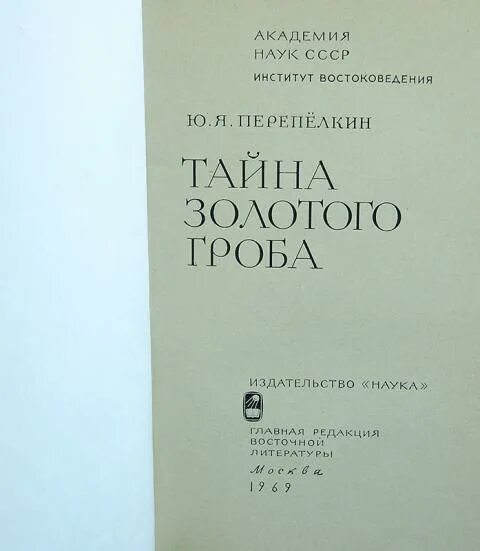 АКАДЕМИЯ
НАУК СССР
ИНСТИТУТ ВОСТОКОВЕДЕНИЯ
Ю.Я. ПЕРЕПЁЛКИН
ТАЙНА
ЗОЛОТОГО
ГРОБА
ИЗДАТЕЛЬСТВО «НАУКА»
ГЛАВНАЯ РЕДАКЦИЯ
ВОСТОЧНОЙ
ЛИТЕРАТУРЫ
Москва
1969